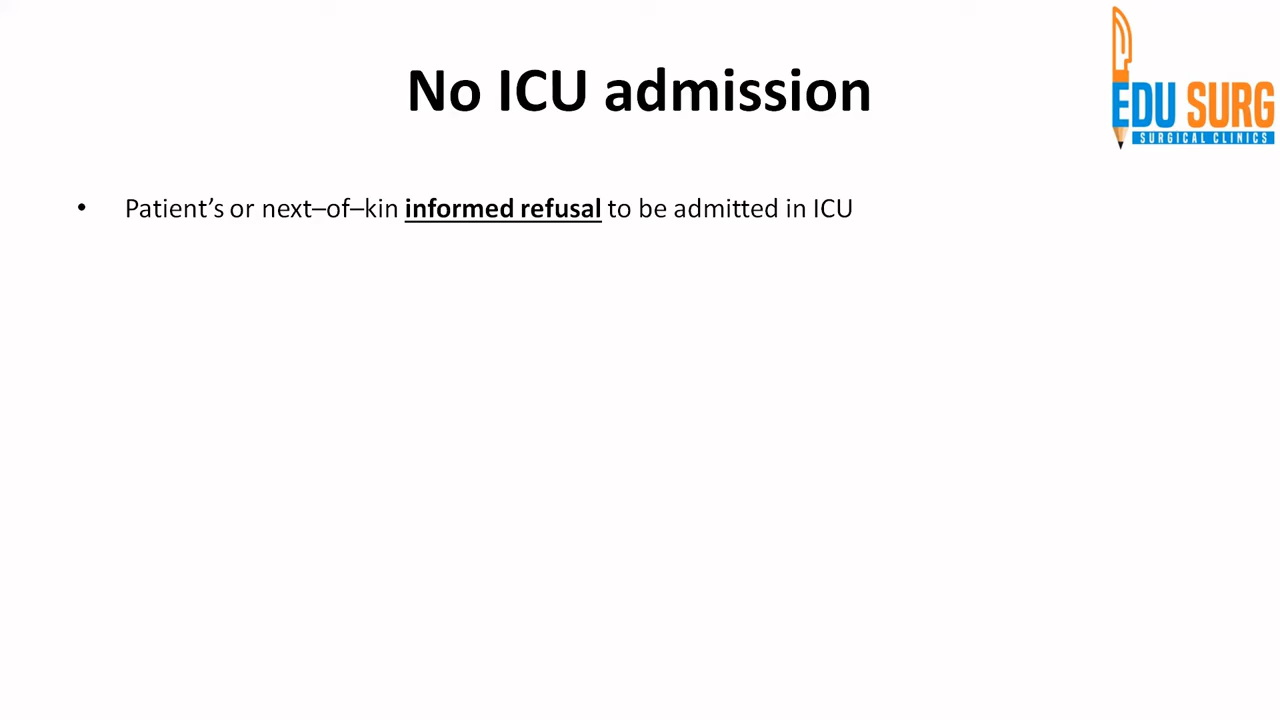 No ICU admission
EDU SURG
SURGICAL CLINICS
• Patient’s or next–of–kin informed refusal to be admitted in ICU